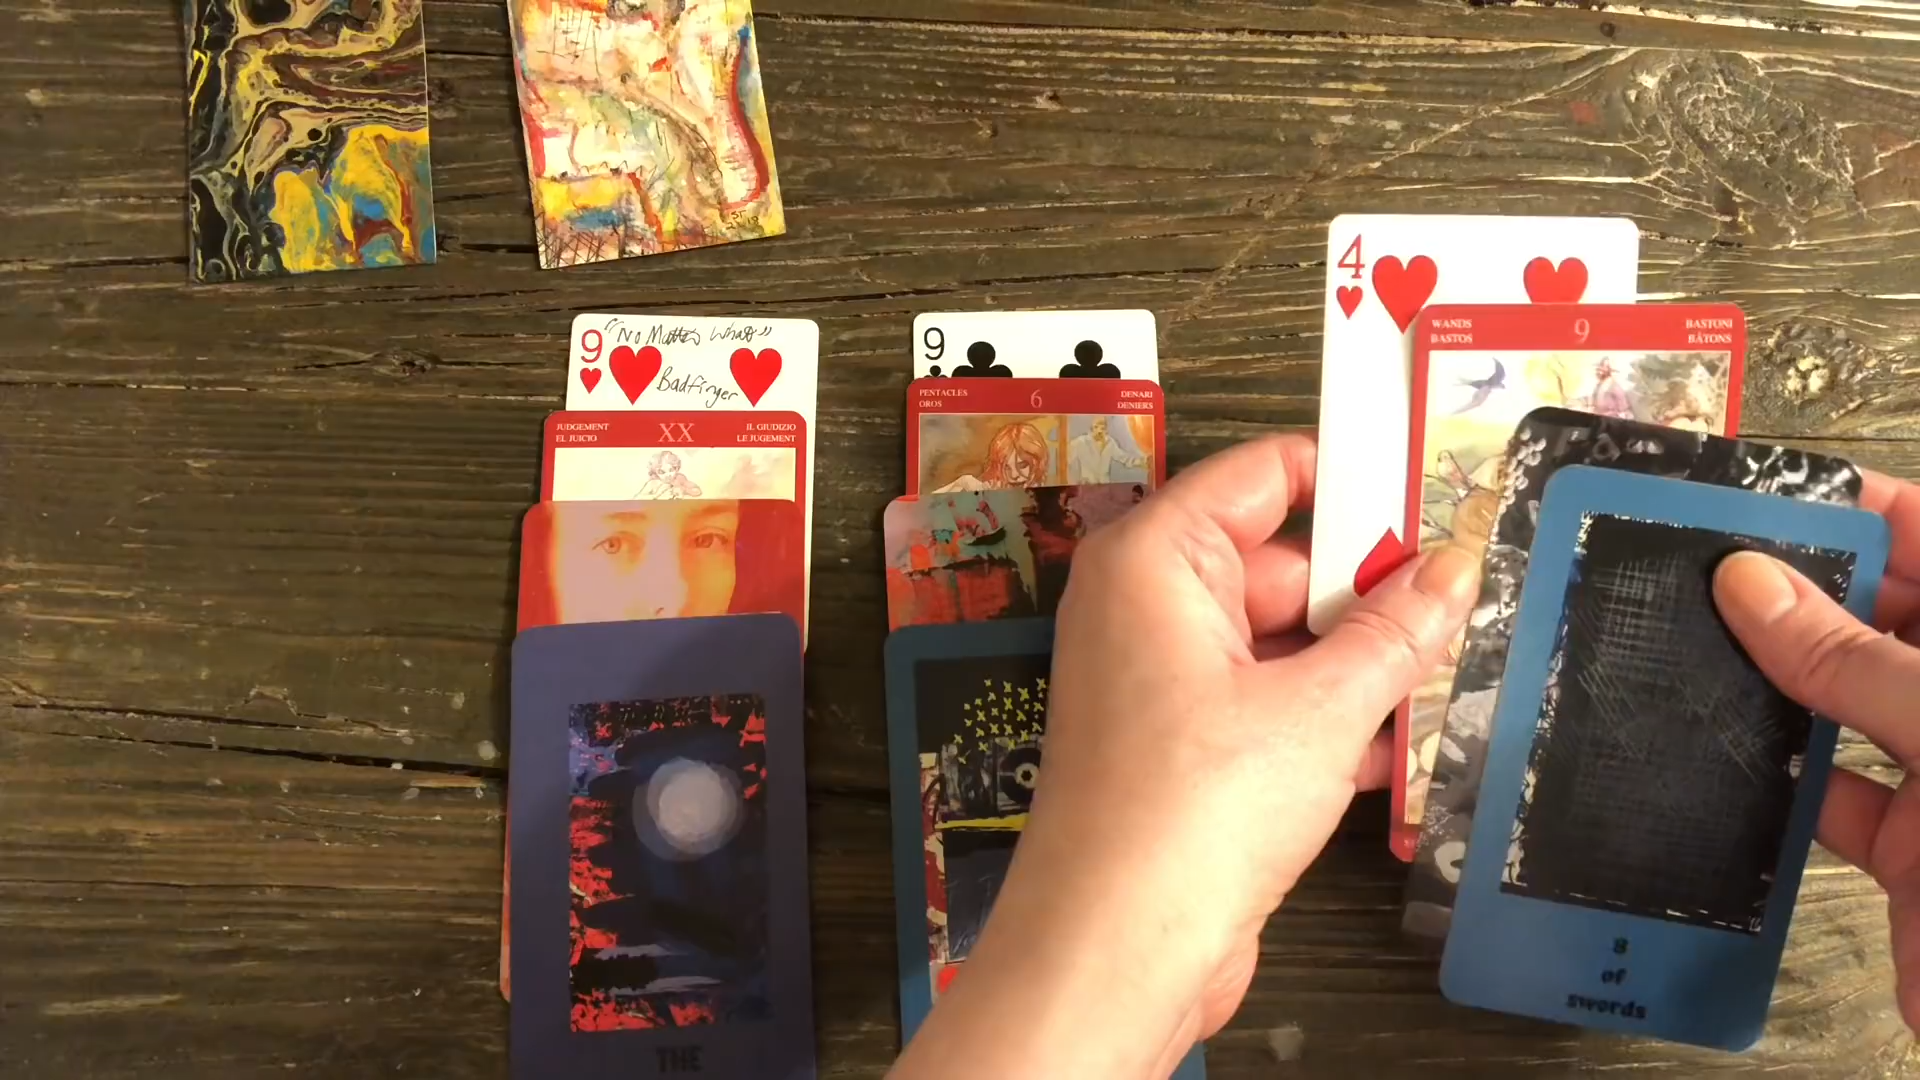 ST
9 "No Matter What"
Badfinger
JUDGEMENT
EL JUICIO
XX
IL GIUDIZIO
LE JUGEMENT
THE
9
PENTACLES
OROS
6
DENARI
DENIERS
4
WANDS
BASTOS
9
BASTONI
BÂTONS
8
of
swords